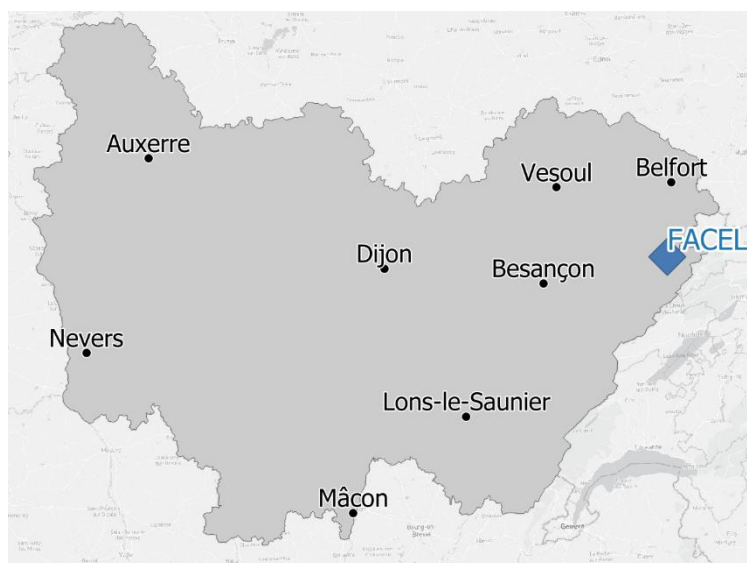 Auxerre
Vesoul
Belfort
FACEL
Dijon
Besançon
Nevers
Lons-le-Saunier
Mâcon